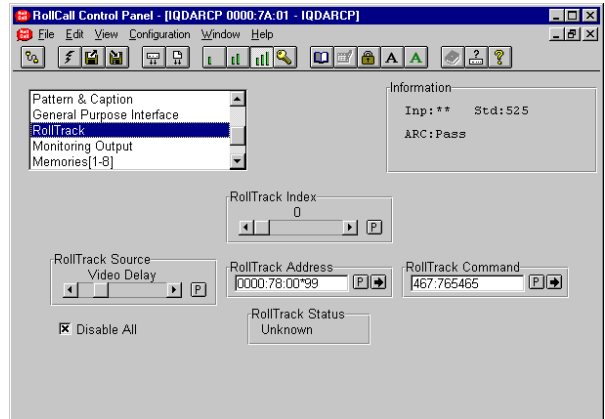 RollCall Control Panel - [IQDARCP 0000:7A:01 - IQDARCP]
File Edit View Configuration Window Help
A A
Pattern & Caption
General Purpose Interface
RollTrack
Monitoring Output
Memories[1-8]
Information
Inp:** Std:525
ARC:Pass
RollTrack Index
0
P
RollTrack Source
Video Delay
P
RollTrack Address
0000:78:00*99
P
RollTrack Command
467:765465
P
Disable All
RollTrack Status
Unknown